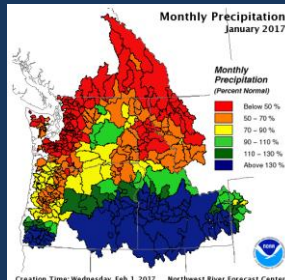 Monthly Precipitation
January 2017
Monthly
Precipitation
(Percent Normal)
Below 50 %
50 - 70 %
70 - 90 %
90 - 110 %
110 - 130 %
Above 130 %
NOAA
Creation Time: Wednesday, Feb 1, 2017 Northwest River Forecast Center